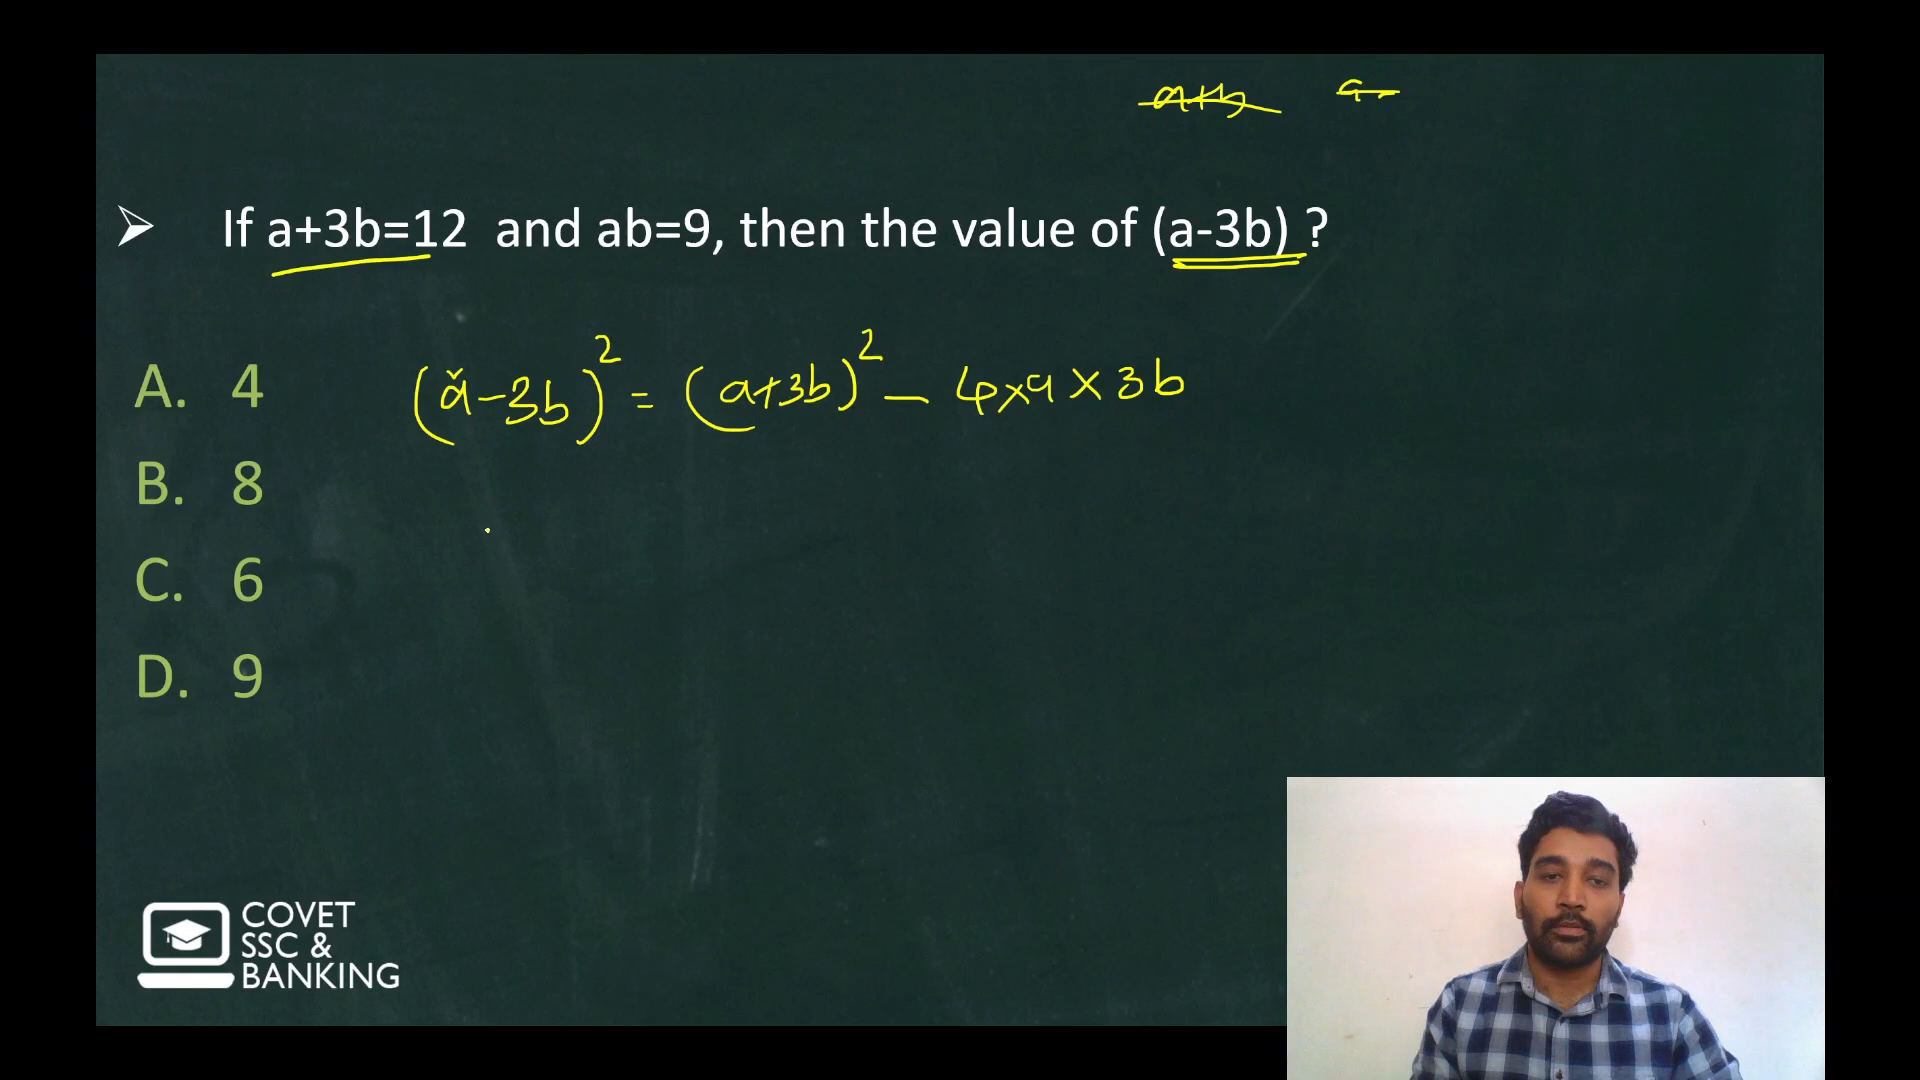 a+b a-
➢ If a+3b=12 and ab=9, then the value of (a-3b) ?
(a-3b)² = (a+3b)² - 4×a×3b
A. 4
B. 8
C. 6
D. 9
COVET
SSC &
BANKING